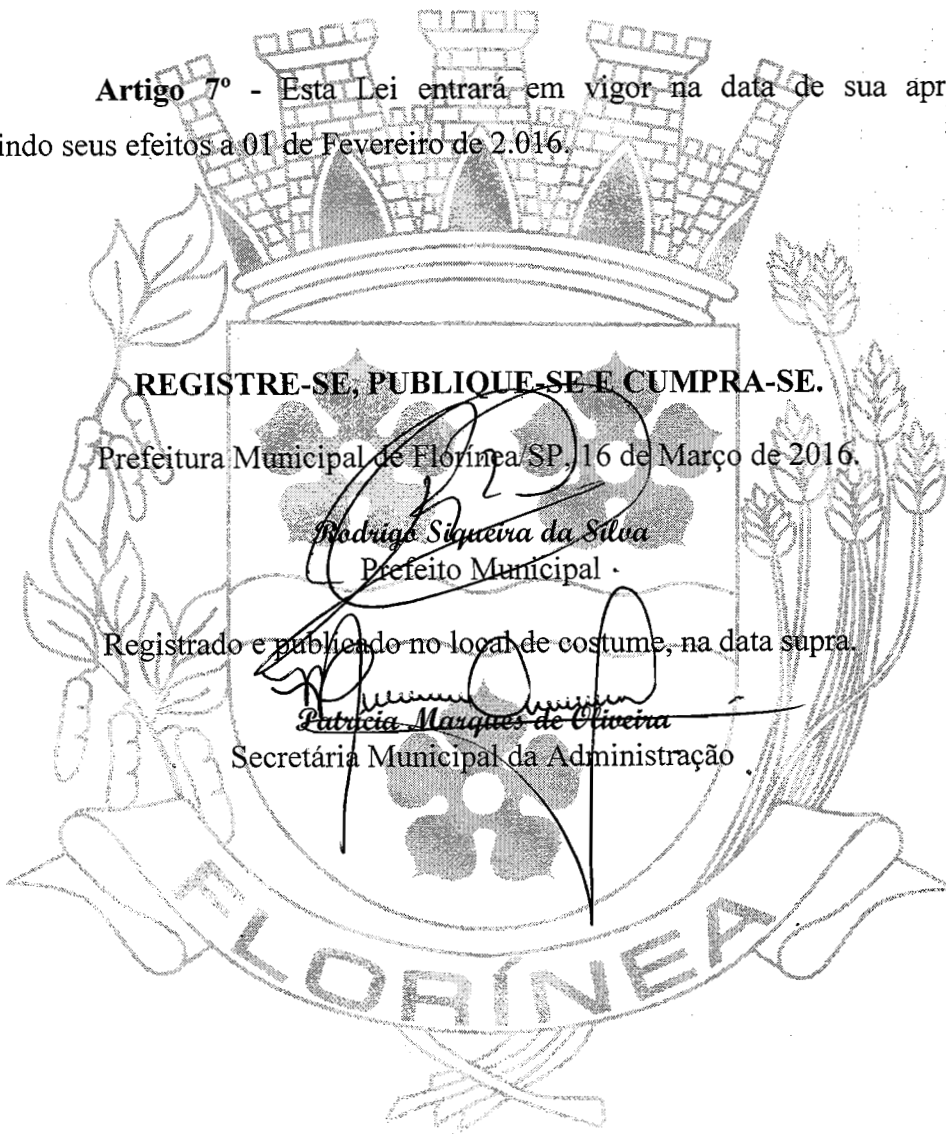 Artigo 7º - Esta Lei entrará em vigor na data de sua apr
indo seus efeitos a 01 de Fevereiro de 2.016.
REGISTRE-SE, PUBLIQUE-SE E CUMPRA-SE.
Prefeitura Municipal de Florínea/SP, 16 de Março de 2016.
Rodrigo Siqueira da Silva
Prefeito Municipal
Registrado e publicado no local de costume, na data supra.
Patrícia Marques de Oliveira
Secretária Municipal da Administração
FLORÍNEA